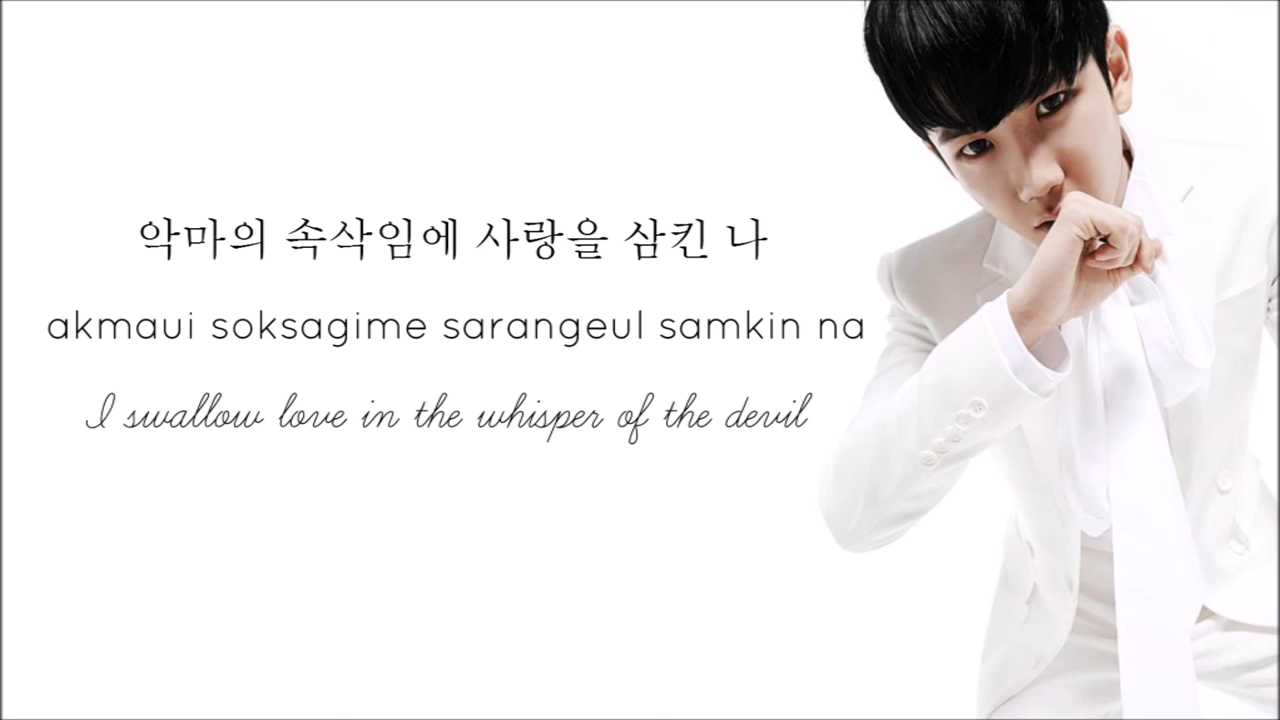 악마의 속삭임에 사랑을 삼킨 나
akmaui soksagime sarangeul samkin na
I swallow love in the whisper of the devil